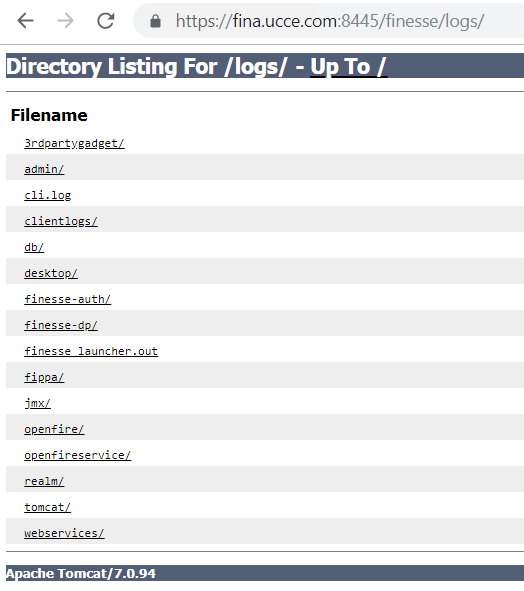 https://fina.ucce.com:8445/finesse/logs/
Directory Listing For /logs/ - Up To /
Filename
3rdpartygadget/
admin/
cli.log
clientlogs/
db/
desktop/
finesse-auth/
finesse-dp/
finesse_launcher.out
fippa/
jmx/
openfire/
openfireservice/
realm/
tomcat/
webservices/
Apache Tomcat/7.0.94